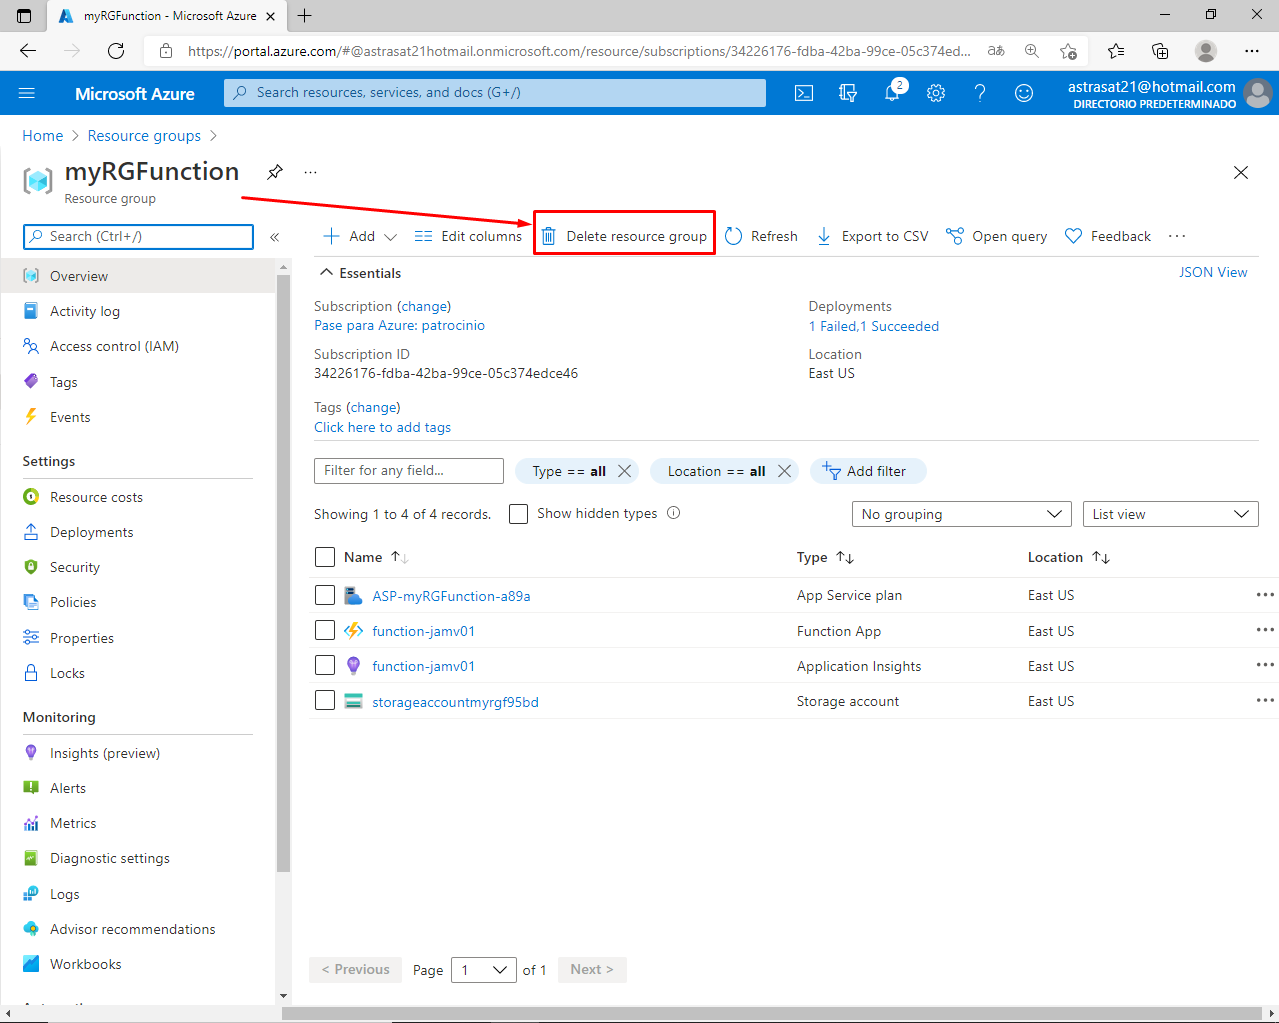 myRGFunction - Microsoft Azure
https://portal.azure.com/#@astrasat21hotmail.onmicrosoft.com/resource/subscriptions/34226176-fdba-42ba-99ce-05c374ed...
Microsoft Azure
Search resources, services, and docs (G+/)
2
astrasat21@hotmail.com
DIRECTORIO PREDETERMINADO
Home > Resource groups >
myRGFunction
Resource group
Search (Ctrl+/)
Add
Edit columns
Delete resource group
Refresh
Export to CSV
Open query
Feedback
Overview
Activity log
Access control (IAM)
Tags
Events
Settings
Resource costs
Deployments
Security
Policies
Properties
Locks
Monitoring
Insights (preview)
Alerts
Metrics
Diagnostic settings
Logs
Advisor recommendations
Workbooks
Essentials
JSON View
Subscription (change)
Pase para Azure: patrocinio
Subscription ID
34226176-fdba-42ba-99ce-05c374edce46
Tags (change)
Click here to add tags
Deployments
1 Failed,1 Succeeded
Location
East US
Filter for any field...
Type == all
Location == all
Add filter
Showing 1 to 4 of 4 records.
Show hidden types
No grouping
List view
Name Type Location
ASP-myRGFunction-a89a App Service plan East US
function-jamv01 Function App East US
function-jamv01 Application Insights East US
storageaccountmyrgf95bd Storage account East US
< Previous Page 1 of 1 Next >